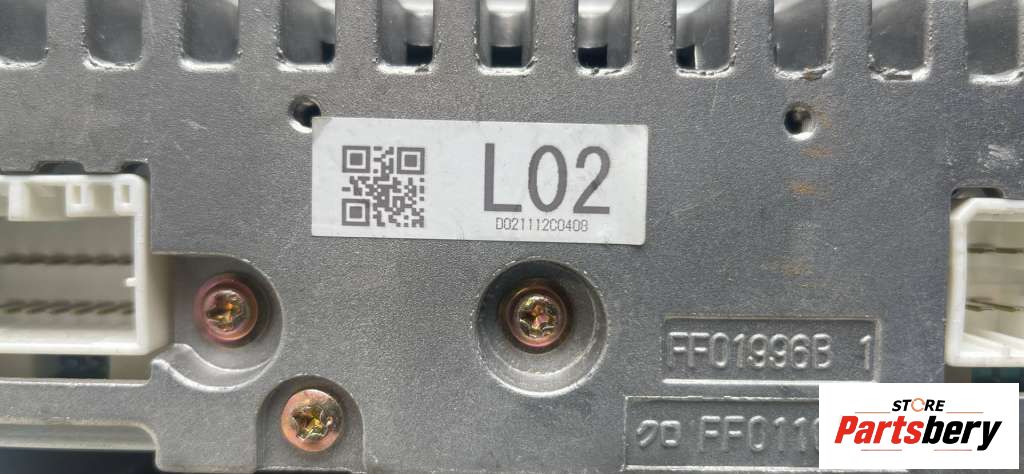 L02
D021112C0408
FF01996B 1
STORE
Partsbery